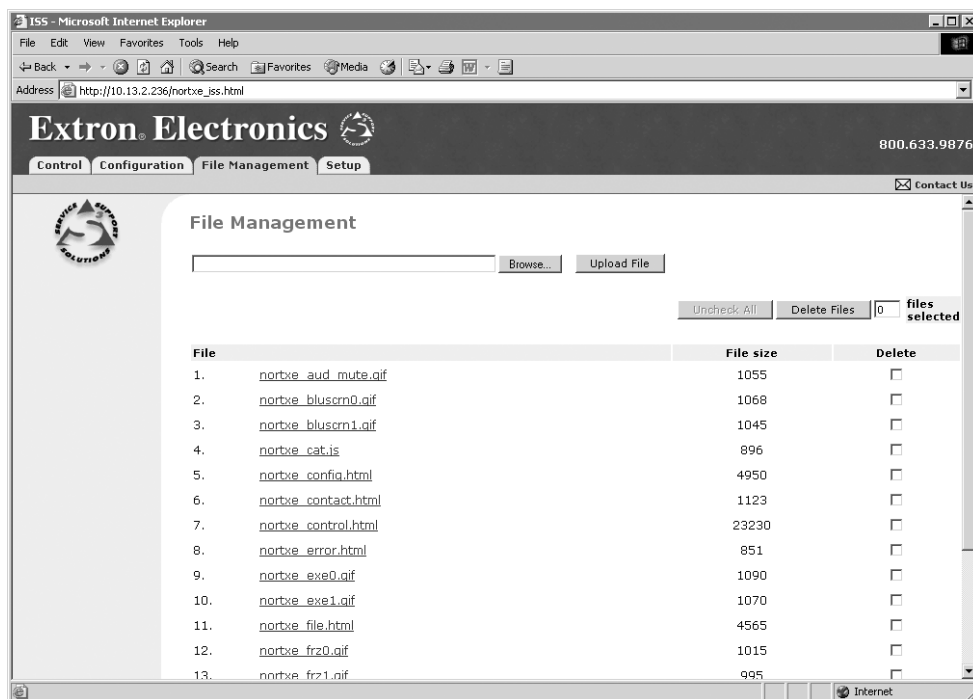 ISS - Microsoft Internet Explorer
File Edit View Favorites Tools Help
Back Search Favorites Media
Address http://10.13.2.236/nortxe_iss.html
Extron® Electronics
800.633.9876
Control Configuration File Management Setup
Contact Us
SERVICE SUPPORT SOLUTIONS
S3
File Management
Browse... Upload File
Uncheck All Delete Files 0 files selected
File File size Delete
1. nortxe_aud_mute.gif 1055
2. nortxe_bluscrn0.gif 1068
3. nortxe_bluscrn1.gif 1045
4. nortxe_cat.js 896
5. nortxe_config.html 4950
6. nortxe_contact.html 1123
7. nortxe_control.html 23230
8. nortxe_error.html 851
9. nortxe_exe0.gif 1090
10. nortxe_exe1.gif 1070
11. nortxe_file.html 4565
12. nortxe_frz0.gif 1015
13. nortxe_frz1.gif 995
Internet